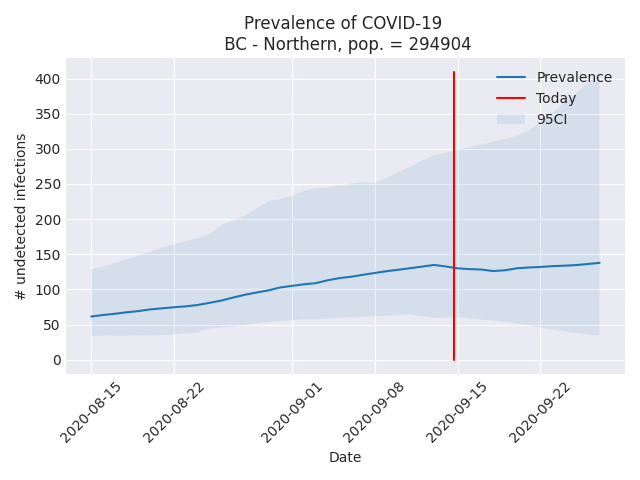 Prevalence of COVID-19
BC - Northern, pop. = 294904
# undetected infections
400
350
300
250
200
150
100
50
0
Prevalence
Today
95CI
2020-08-15
2020-08-22
2020-09-01
2020-09-08
2020-09-15
2020-09-22
Date